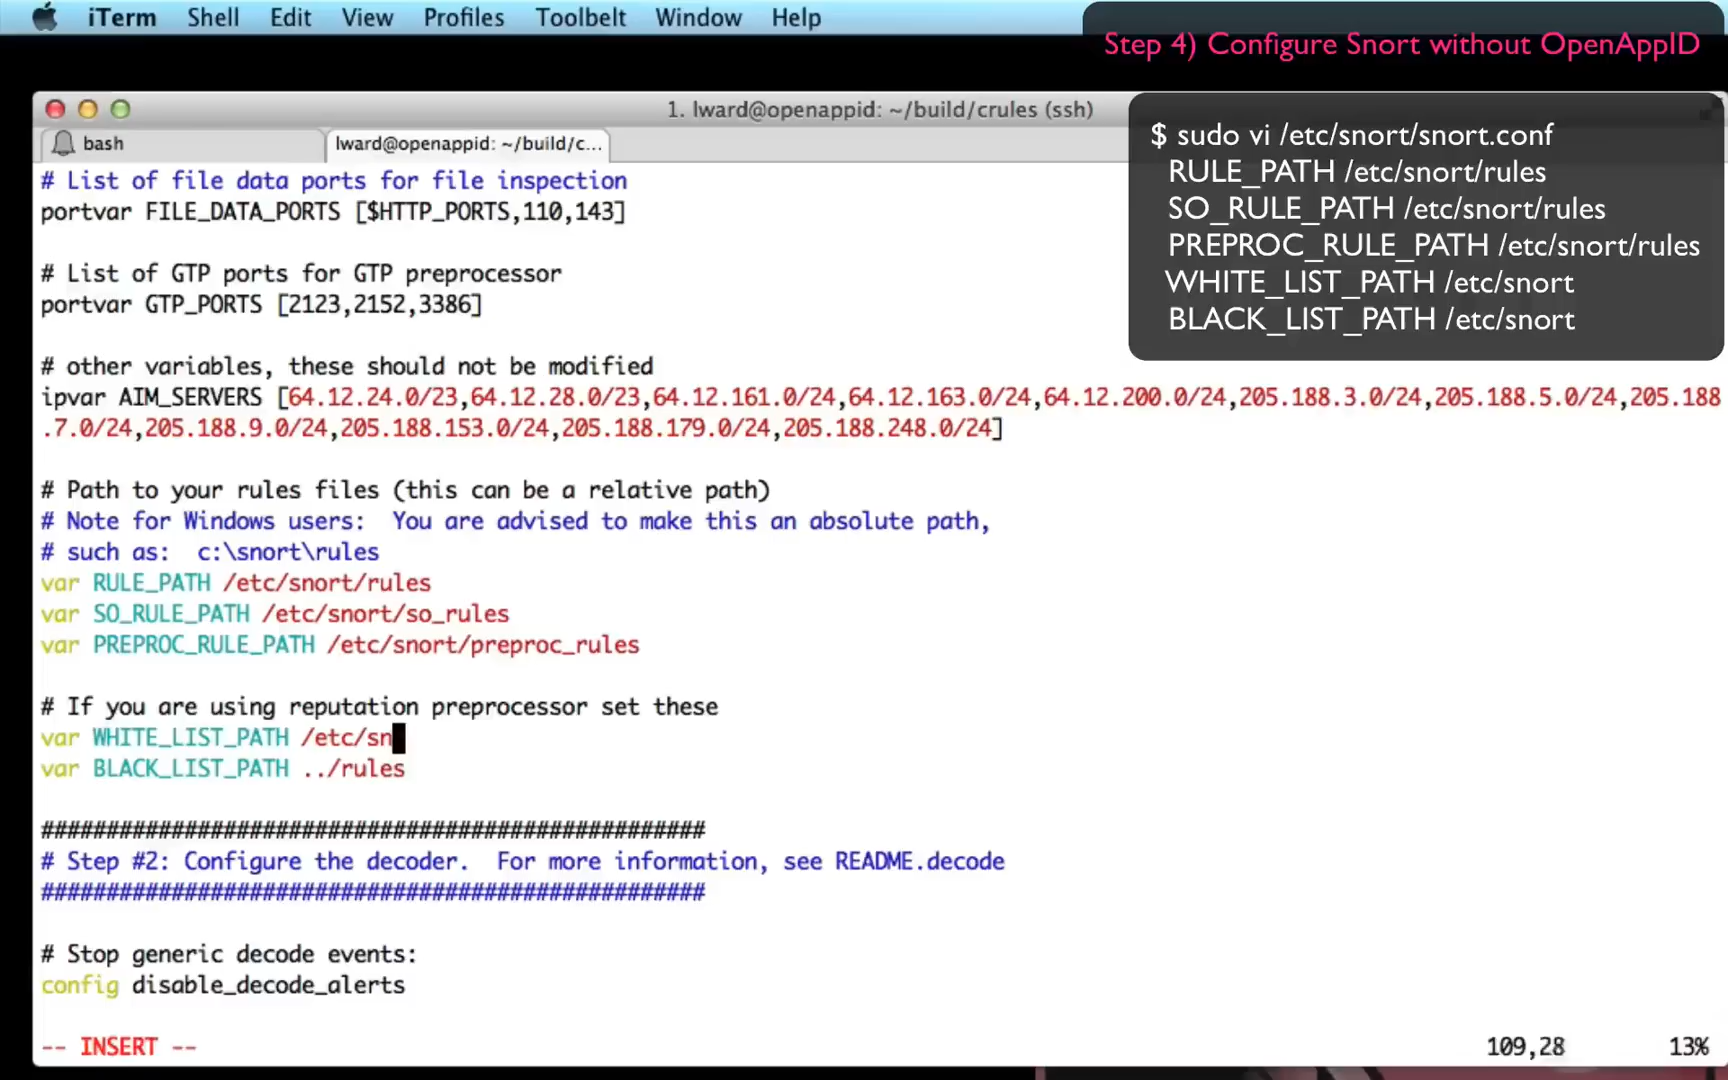 iTerm Shell Edit View Profiles Toolbelt Window Help
Step 4) Configure Snort without OpenAppID
1. lward@openappid: ~/build/crules (ssh)
bash
lward@openappid: ~/build/c...
$ sudo vi /etc/snort/snort.conf
RULE_PATH /etc/snort/rules
SO_RULE_PATH /etc/snort/rules
PREPROC_RULE_PATH /etc/snort/rules
WHITE_LIST_PATH /etc/snort
BLACK_LIST_PATH /etc/snort
# List of file data ports for file inspection
portvar FILE_DATA_PORTS [$HTTP_PORTS,110,143]
# List of GTP ports for GTP preprocessor
portvar GTP_PORTS [2123,2152,3386]
# other variables, these should not be modified
ipvar AIM_SERVERS [64.12.24.0/23,64.12.28.0/23,64.12.161.0/24,64.12.163.0/24,64.12.200.0/24,205.188.3.0/24,205.188.5.0/24,205.188
.7.0/24,205.188.9.0/24,205.188.153.0/24,205.188.179.0/24,205.188.248.0/24]
# Path to your rules files (this can be a relative path)
# Note for Windows users:  You are advised to make this an absolute path,
# such as:  c:\snort\rules
var RULE_PATH /etc/snort/rules
var SO_RULE_PATH /etc/snort/so_rules
var PREPROC_RULE_PATH /etc/snort/preproc_rules
# If you are using reputation preprocessor set these
var WHITE_LIST_PATH /etc/sn
var BLACK_LIST_PATH ../rules
###################################################
# Step #2: Configure the decoder.  For more information, see README.decode
###################################################
# Stop generic decode events:
config disable_decode_alerts
-- INSERT --
109,28
13%